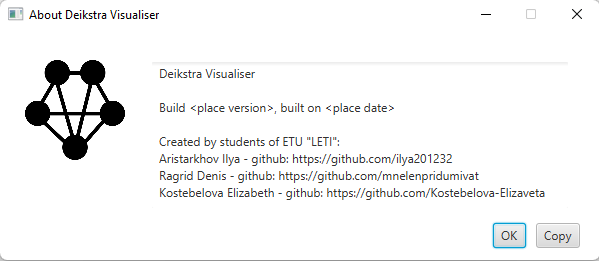 About Deikstra Visualiser
Deikstra Visualiser
Build <place version>, built on <place date>
Created by students of ETU "LETI":
Aristarkhov Ilya - github: https://github.com/ilya201232
Ragrid Denis - github: https://github.com/mnelenpridumivat
Kostebelova Elizabeth - github: https://github.com/Kostebelova-Elizaveta
OK
Copy